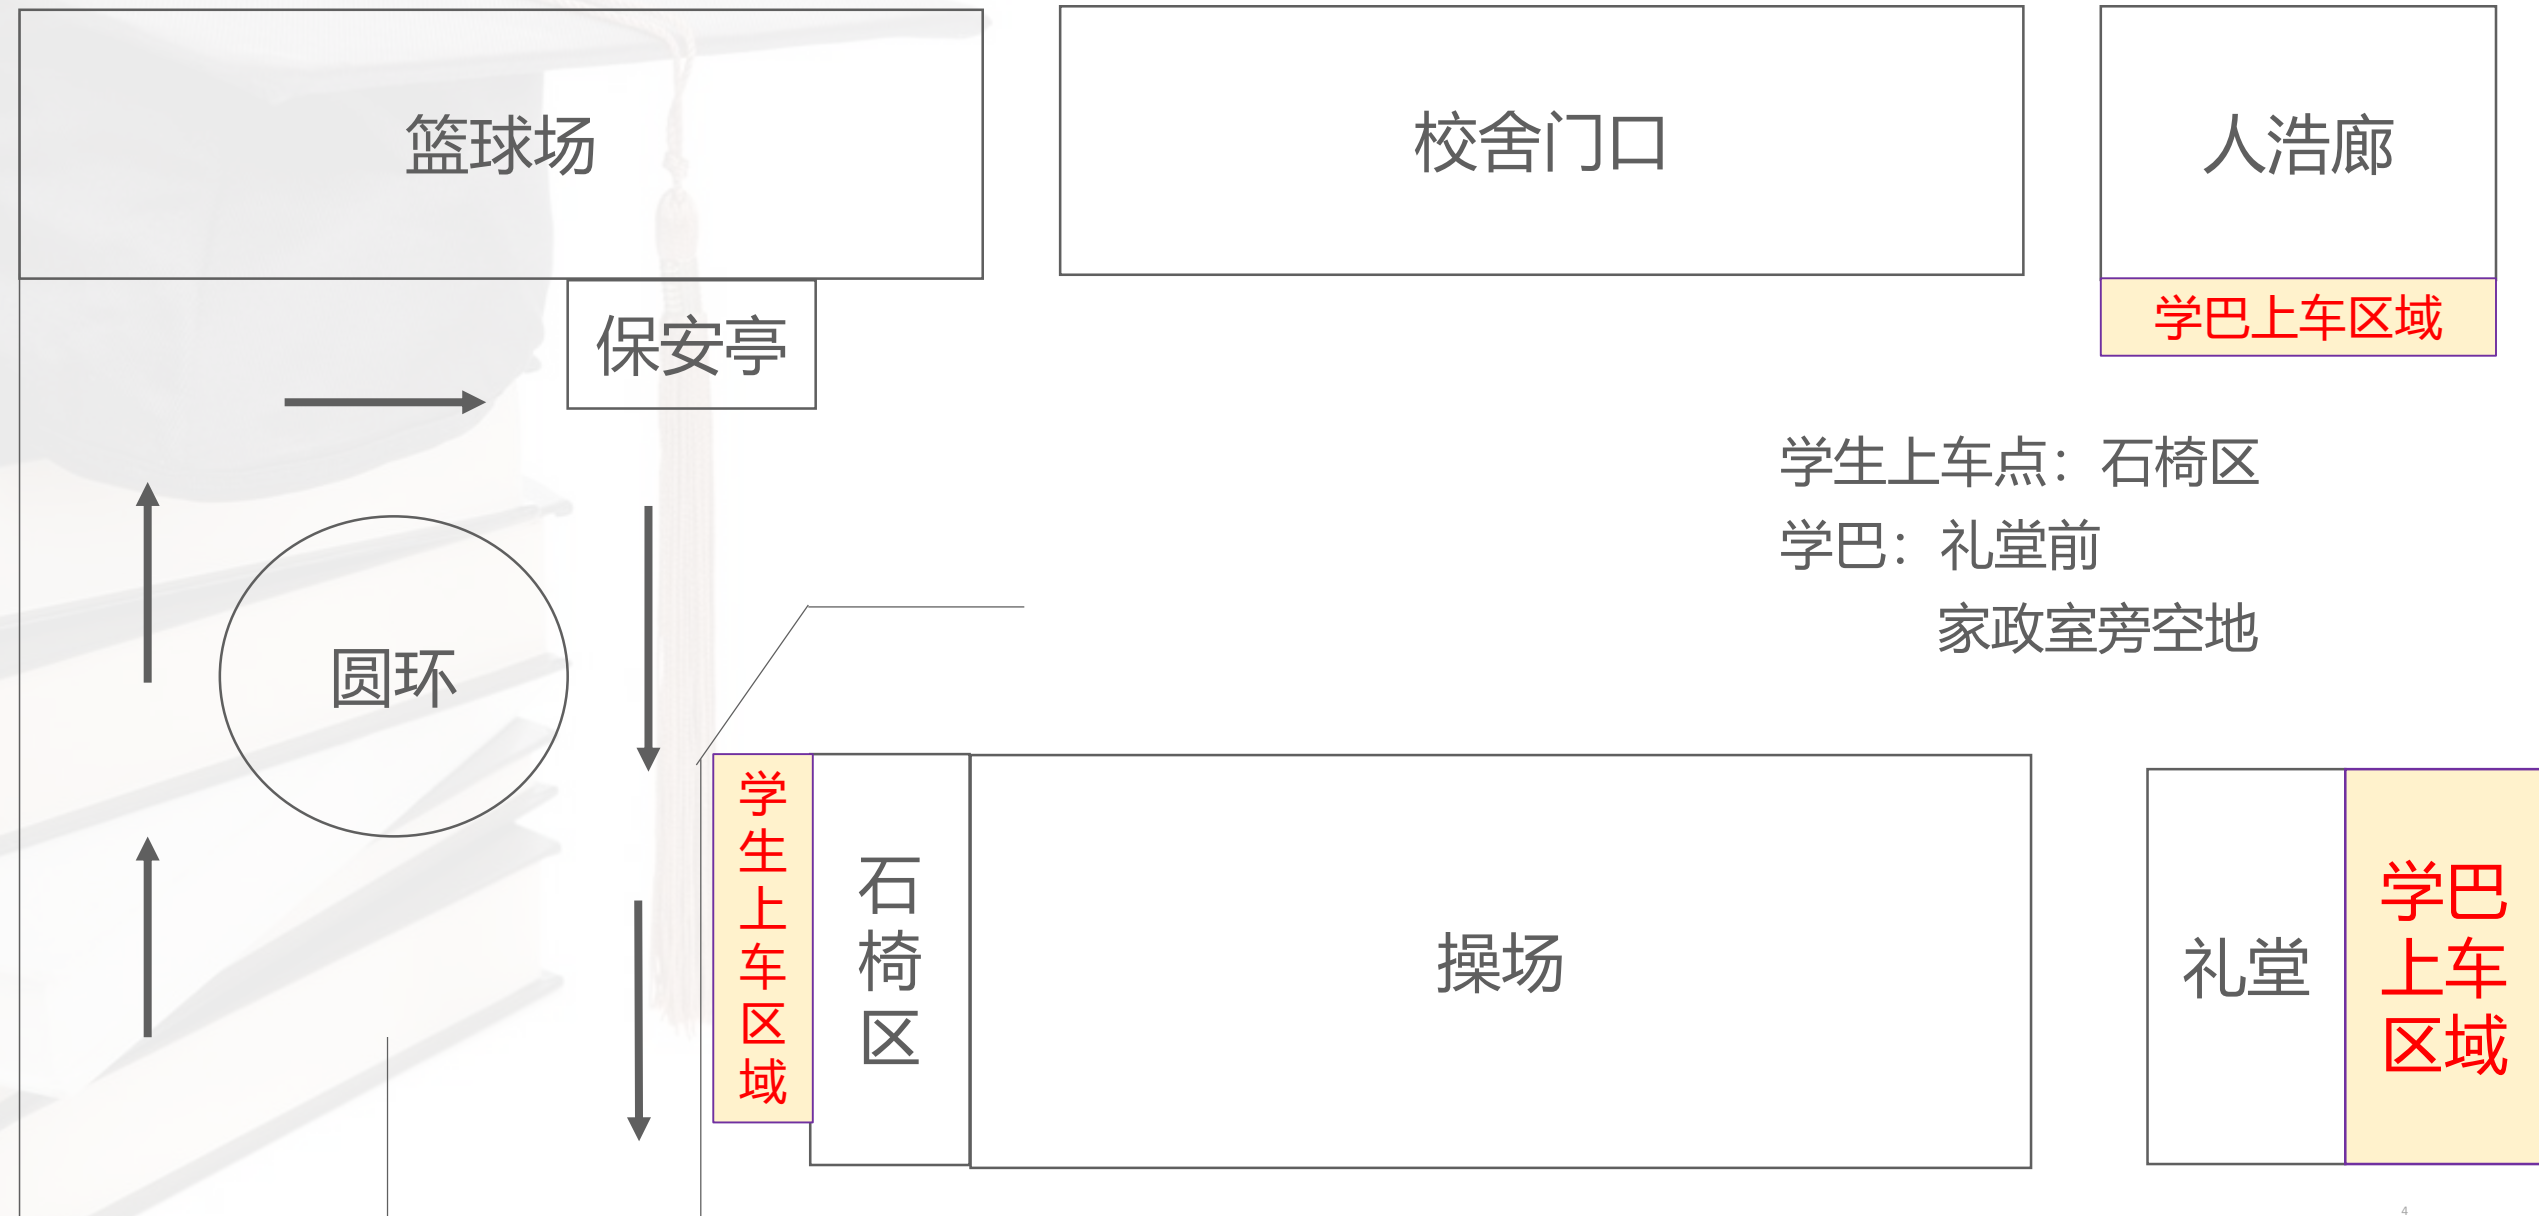 篮球场
校舍门口
人浩廊
学巴上车区域
保安亭
学生上车点：石椅区
学巴：礼堂前
家政室旁空地
圆环
学
生
上
车
区
域
石
椅
区
操场
礼堂
学巴
上车
区域
4